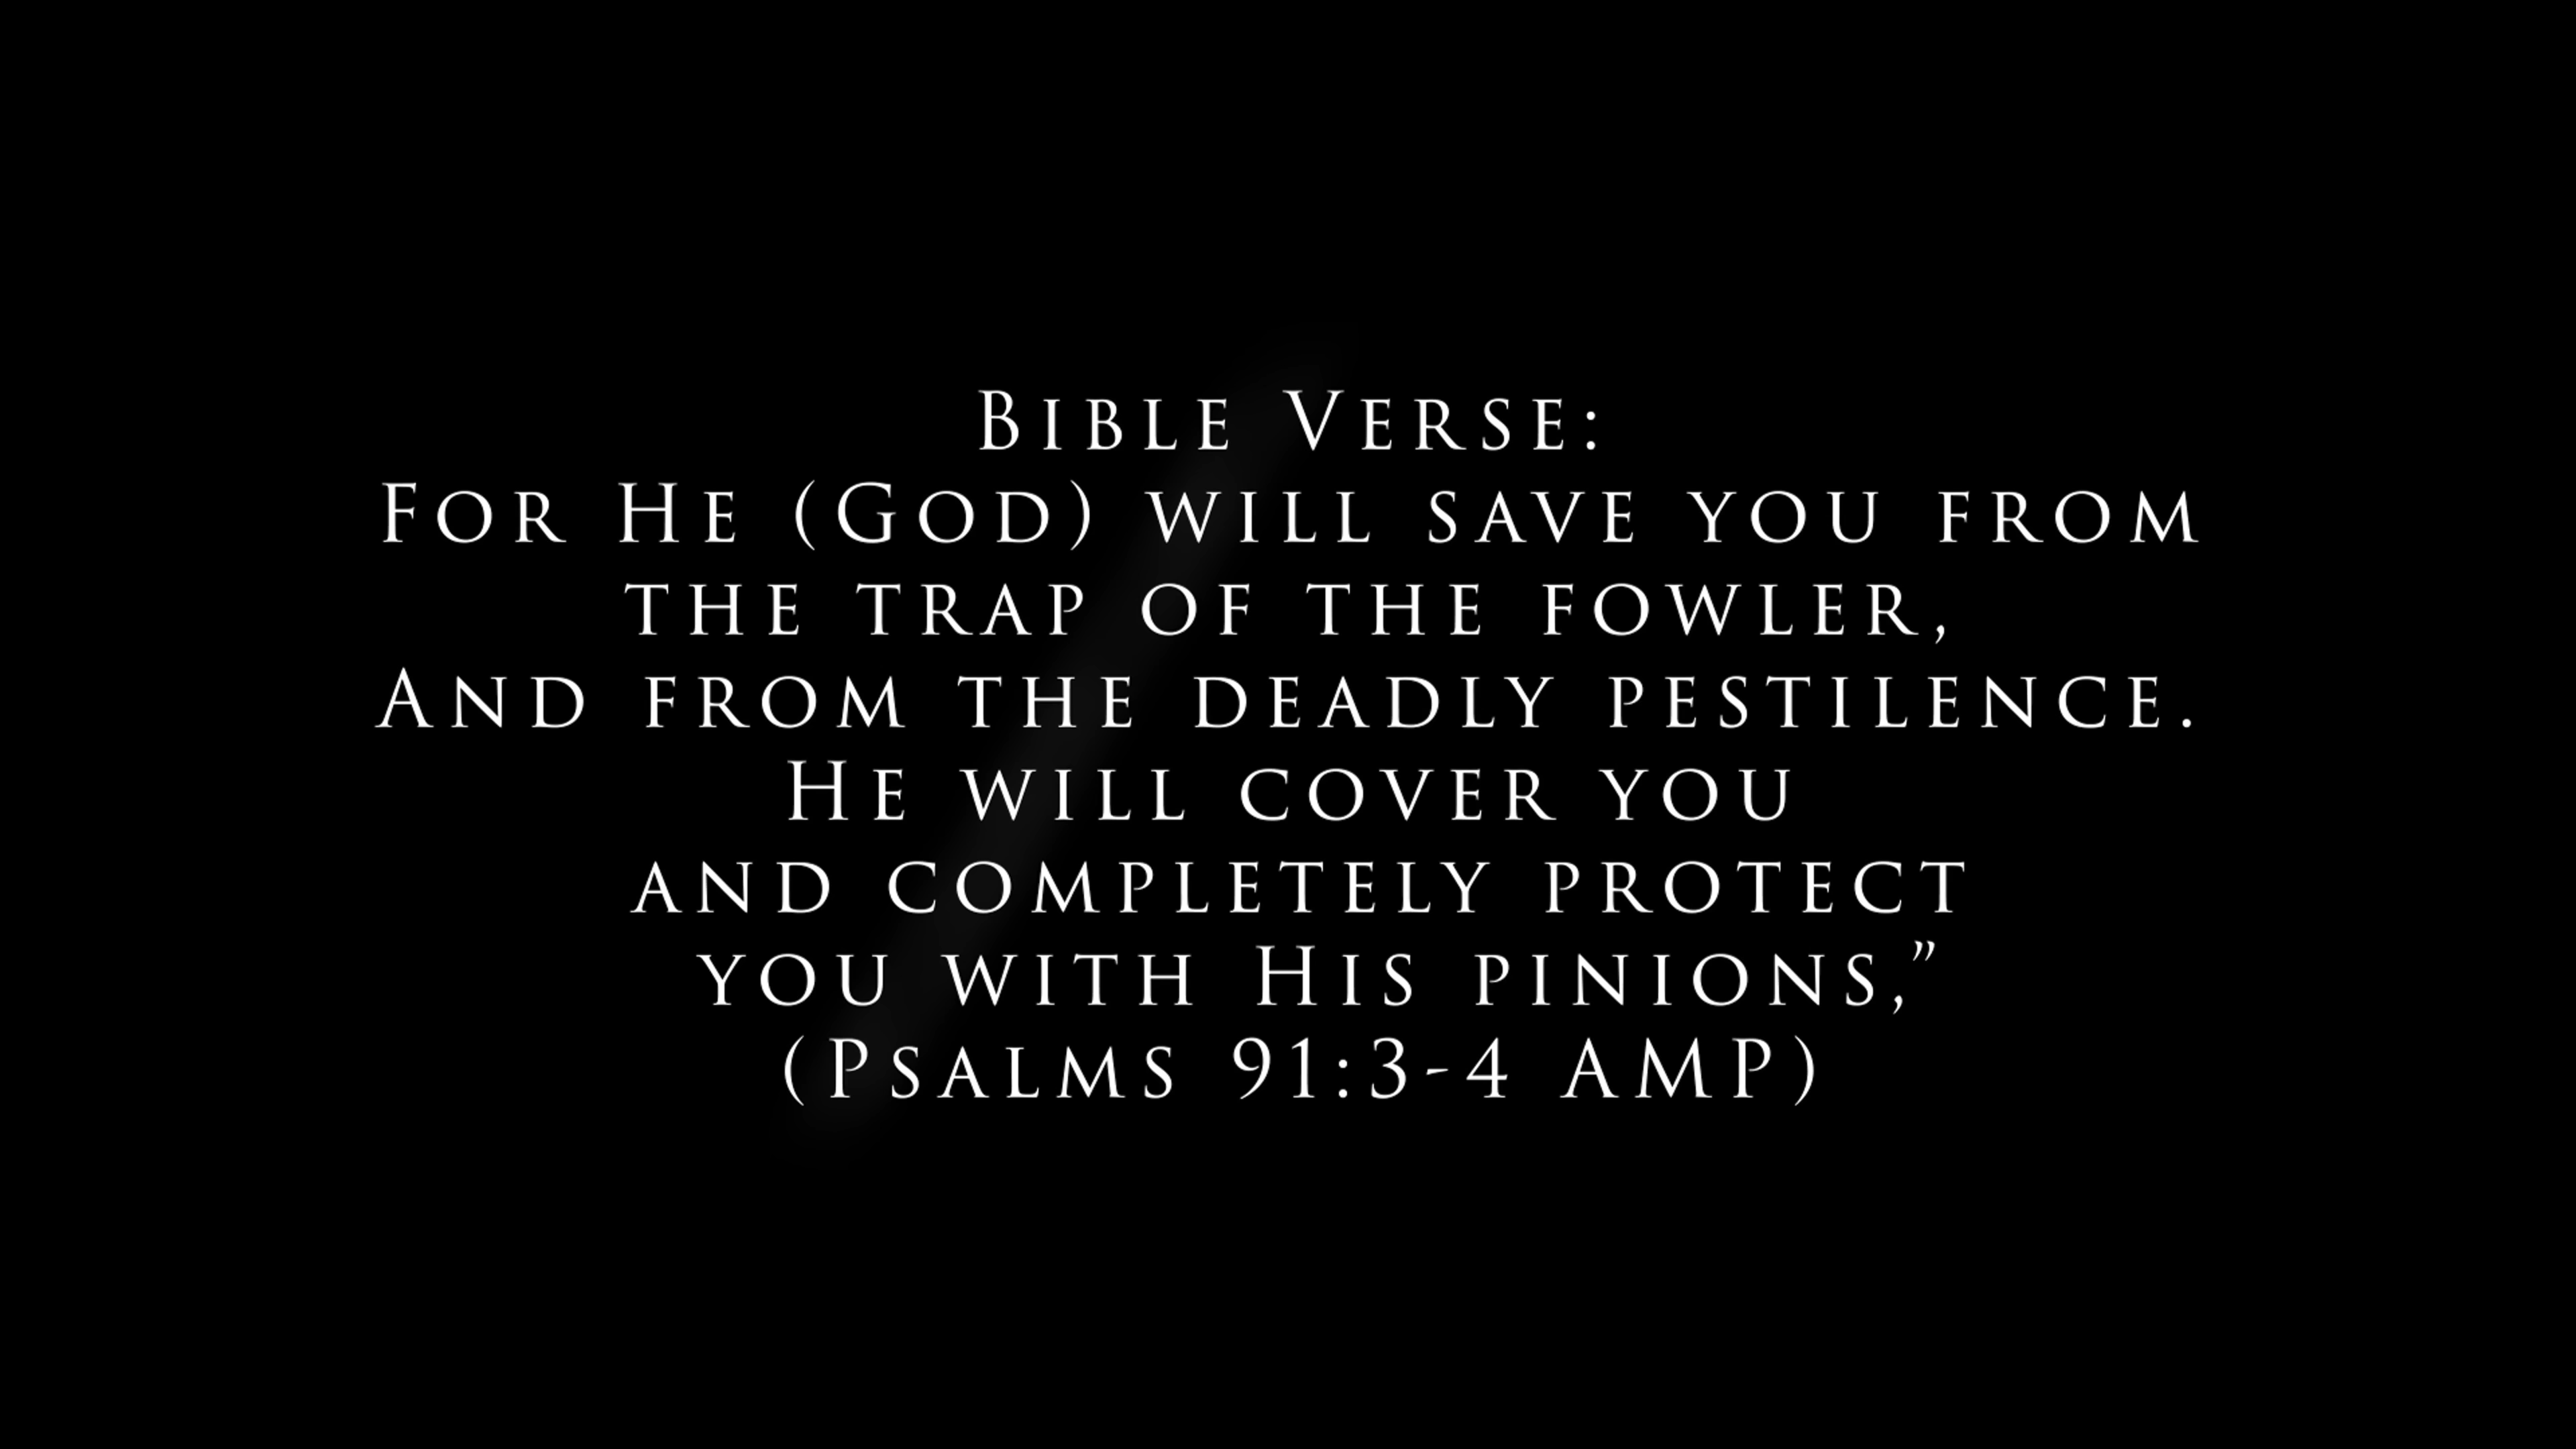 Bible Verse:
For He (God) will save you from
the trap of the fowler,
And from the deadly pestilence.
He will cover you
and completely protect
you with His pinions,”
(Psalms 91:3-4 AMP)